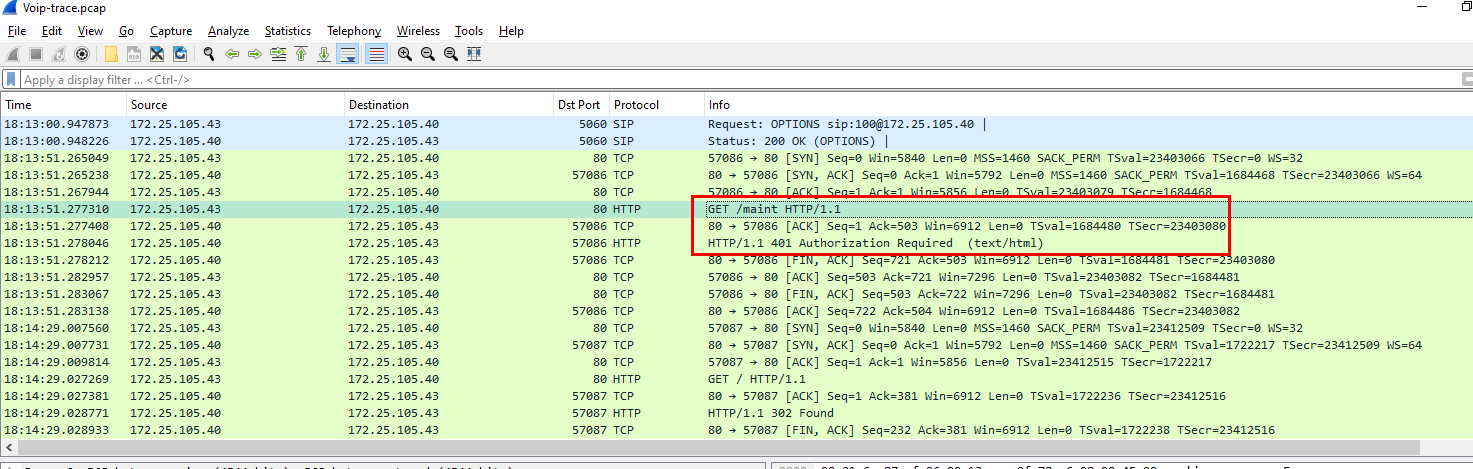 Voip-trace.pcap
File Edit View Go Capture Analyze Statistics Telephony Wireless Tools Help
Apply a display filter ... <Ctrl-/>
Time Source Destination Dst Port Protocol Info
18:13:00.947873 172.25.105.43 172.25.105.40 5060 SIP Request: OPTIONS sip:100@172.25.105.40 |
18:13:00.948226 172.25.105.40 172.25.105.43 5060 SIP Status: 200 OK (OPTIONS) |
18:13:51.265049 172.25.105.43 172.25.105.40 80 TCP 57086 → 80 [SYN] Seq=0 Win=5840 Len=0 MSS=1460 SACK_PERM TSval=23403066 TSecr=0 WS=32
18:13:51.265238 172.25.105.40 172.25.105.43 57086 TCP 80 → 57086 [SYN, ACK] Seq=0 Ack=1 Win=5792 Len=0 MSS=1460 SACK_PERM TSval=1684468 TSecr=23403066 WS=64
18:13:51.267944 172.25.105.43 172.25.105.40 80 TCP 57086 → 80 [ACK] Seq=1 Ack=1 Win=5856 Len=0 TSval=23403079 TSecr=1684468
18:13:51.277310 172.25.105.43 172.25.105.40 80 HTTP GET /maint HTTP/1.1
18:13:51.277408 172.25.105.40 172.25.105.43 57086 TCP 80 → 57086 [ACK] Seq=1 Ack=503 Win=6912 Len=0 TSval=1684480 TSecr=23403080
18:13:51.278046 172.25.105.40 172.25.105.43 57086 HTTP HTTP/1.1 401 Authorization Required (text/html)
18:13:51.278212 172.25.105.40 172.25.105.43 57086 TCP 80 → 57086 [FIN, ACK] Seq=721 Ack=503 Win=6912 Len=0 TSval=1684481 TSecr=23403080
18:13:51.282957 172.25.105.43 172.25.105.40 80 TCP 57086 → 80 [ACK] Seq=503 Ack=721 Win=7296 Len=0 TSval=23403082 TSecr=1684481
18:13:51.283067 172.25.105.43 172.25.105.40 80 TCP 57086 → 80 [FIN, ACK] Seq=503 Ack=722 Win=7296 Len=0 TSval=23403082 TSecr=1684481
18:13:51.283138 172.25.105.40 172.25.105.43 57086 TCP 80 → 57086 [ACK] Seq=722 Ack=504 Win=6912 Len=0 TSval=1684486 TSecr=23403082
18:14:29.007560 172.25.105.43 172.25.105.40 80 TCP 57087 → 80 [SYN] Seq=0 Win=5840 Len=0 MSS=1460 SACK_PERM TSval=23412509 TSecr=0 WS=32
18:14:29.007731 172.25.105.40 172.25.105.43 57087 TCP 80 → 57087 [SYN, ACK] Seq=0 Ack=1 Win=5792 Len=0 MSS=1460 SACK_PERM TSval=1722217 TSecr=23412509 WS=64
18:14:29.009814 172.25.105.43 172.25.105.40 80 TCP 57087 → 80 [ACK] Seq=1 Ack=1 Win=5856 Len=0 TSval=23412515 TSecr=1722217
18:14:29.027269 172.25.105.43 172.25.105.40 80 HTTP GET / HTTP/1.1
18:14:29.027381 172.25.105.40 172.25.105.43 57087 TCP 80 → 57087 [ACK] Seq=1 Ack=381 Win=6912 Len=0 TSval=1722236 TSecr=23412516
18:14:29.028771 172.25.105.40 172.25.105.43 57087 HTTP HTTP/1.1 302 Found
18:14:29.028933 172.25.105.40 172.25.105.43 57087 TCP 80 → 57087 [FIN, ACK] Seq=232 Ack=381 Win=6912 Len=0 TSval=1722238 TSecr=23412516